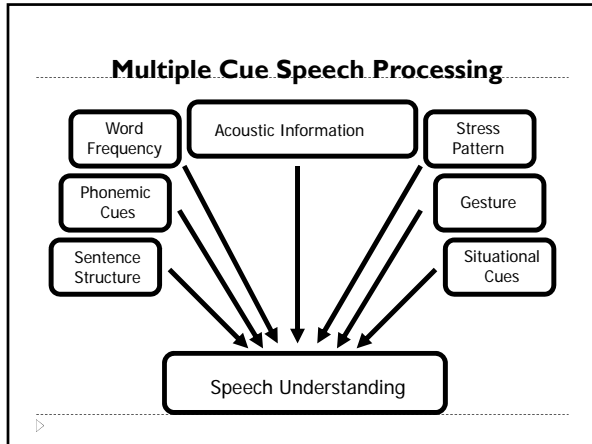 Multiple Cue Speech Processing
Word
Frequency
Acoustic Information
Stress
Pattern
Phonemic
Cues
Gesture
Sentence
Structure
Situational
Cues
Speech Understanding